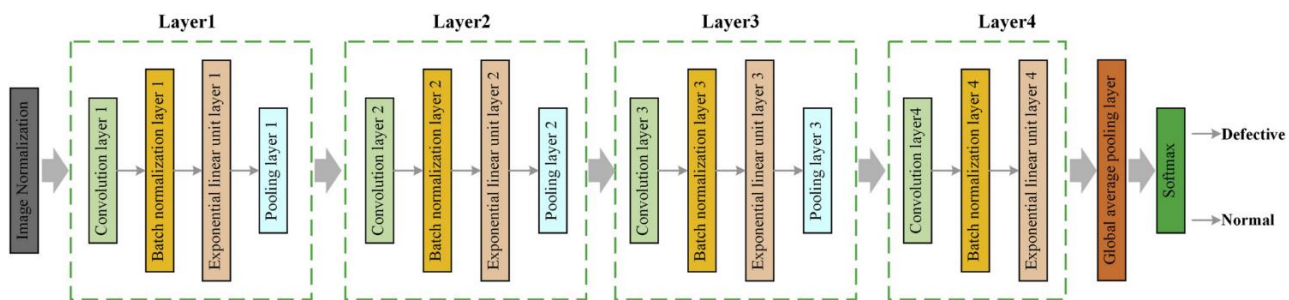 Layer1
Layer2
Layer3
Layer4
Image Normalization
Convolution layer 1
Batch normalization layer 1
Exponential linear unit layer 1
Pooling layer 1
Convolution layer 2
Batch normalization layer 2
Exponential linear unit layer 2
Pooling layer 2
Convolution layer 3
Batch normalization layer 3
Exponential linear unit layer 3
Pooling layer 3
Convolution layer4
Batch normalization layer 4
Exponential linear unit layer 4
Global average pooling layer
Softmax
Defective
Normal